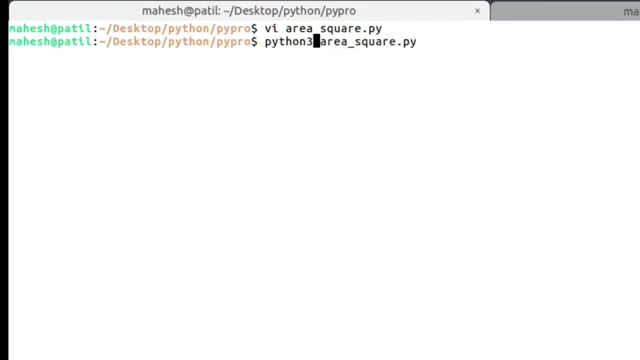 mahesh@patil: ~/Desktop/python/pypro × ma
mahesh@patil:~/Desktop/python/pypro$ vi area_square.py
mahesh@patil:~/Desktop/python/pypro$ python3 area_square.py